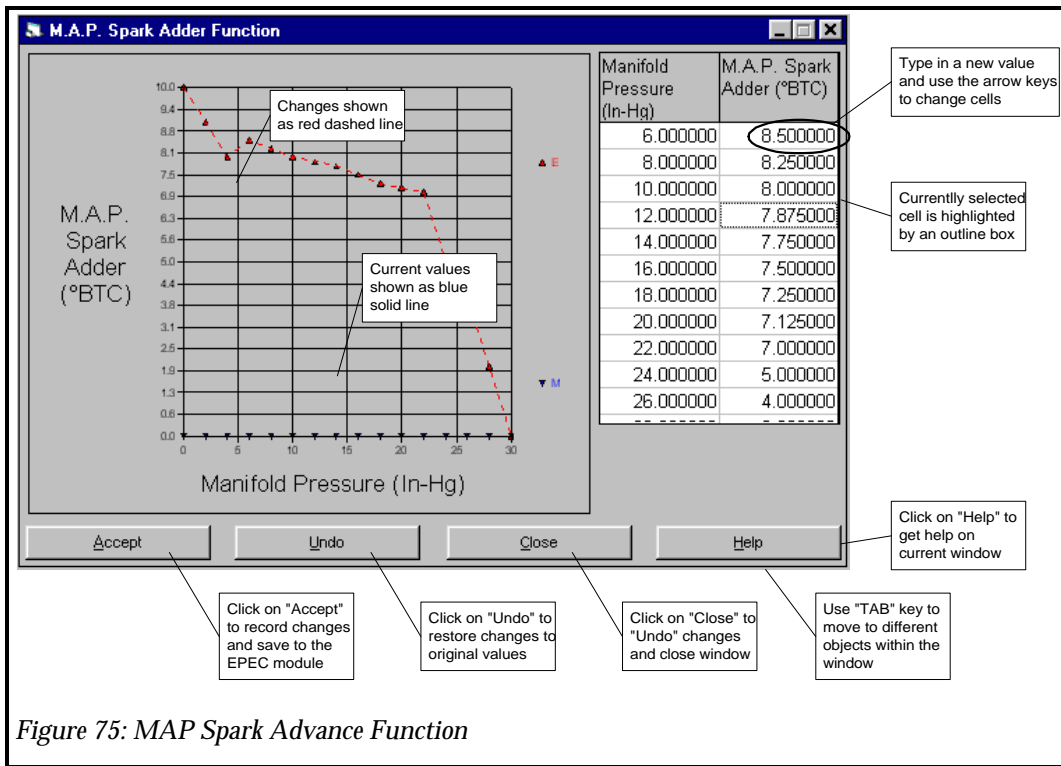 M.A.P. Spark Adder Function
Manifold
Pressure
(In-Hg)
M.A.P. Spark
Adder (°BTC)
6.000000 8.500000
8.000000 8.250000
10.000000 8.000000
12.000000 7.875000
14.000000 7.750000
16.000000 7.500000
18.000000 7.250000
20.000000 7.125000
22.000000 7.000000
24.000000 5.000000
26.000000 4.000000
Type in a new value
and use the arrow keys
to change cells
Currentlly selected
cell is highlighted
by an outline box
M.A.P.
Spark
Adder
(°BTC)
10.0
9.4
8.8
8.1
7.5
6.9
6.3
5.6
5.0
4.4
3.8
3.1
2.5
1.9
1.3
0.6
0.0
Changes shown
as red dashed line
Current values
shown as blue
solid line
E
M
0 5 10 15 20 25 30
Manifold Pressure (In-Hg)
Accept
Undo
Close
Help
Click on "Help" to
get help on
current window
Click on "Accept"
to record changes
and save to the
EPEC module
Click on "Undo" to
restore changes to
original values
Click on "Close" to
"Undo" changes
and close window
Use "TAB" key to
move to different
objects within the
window
Figure 75: MAP Spark Advance Function